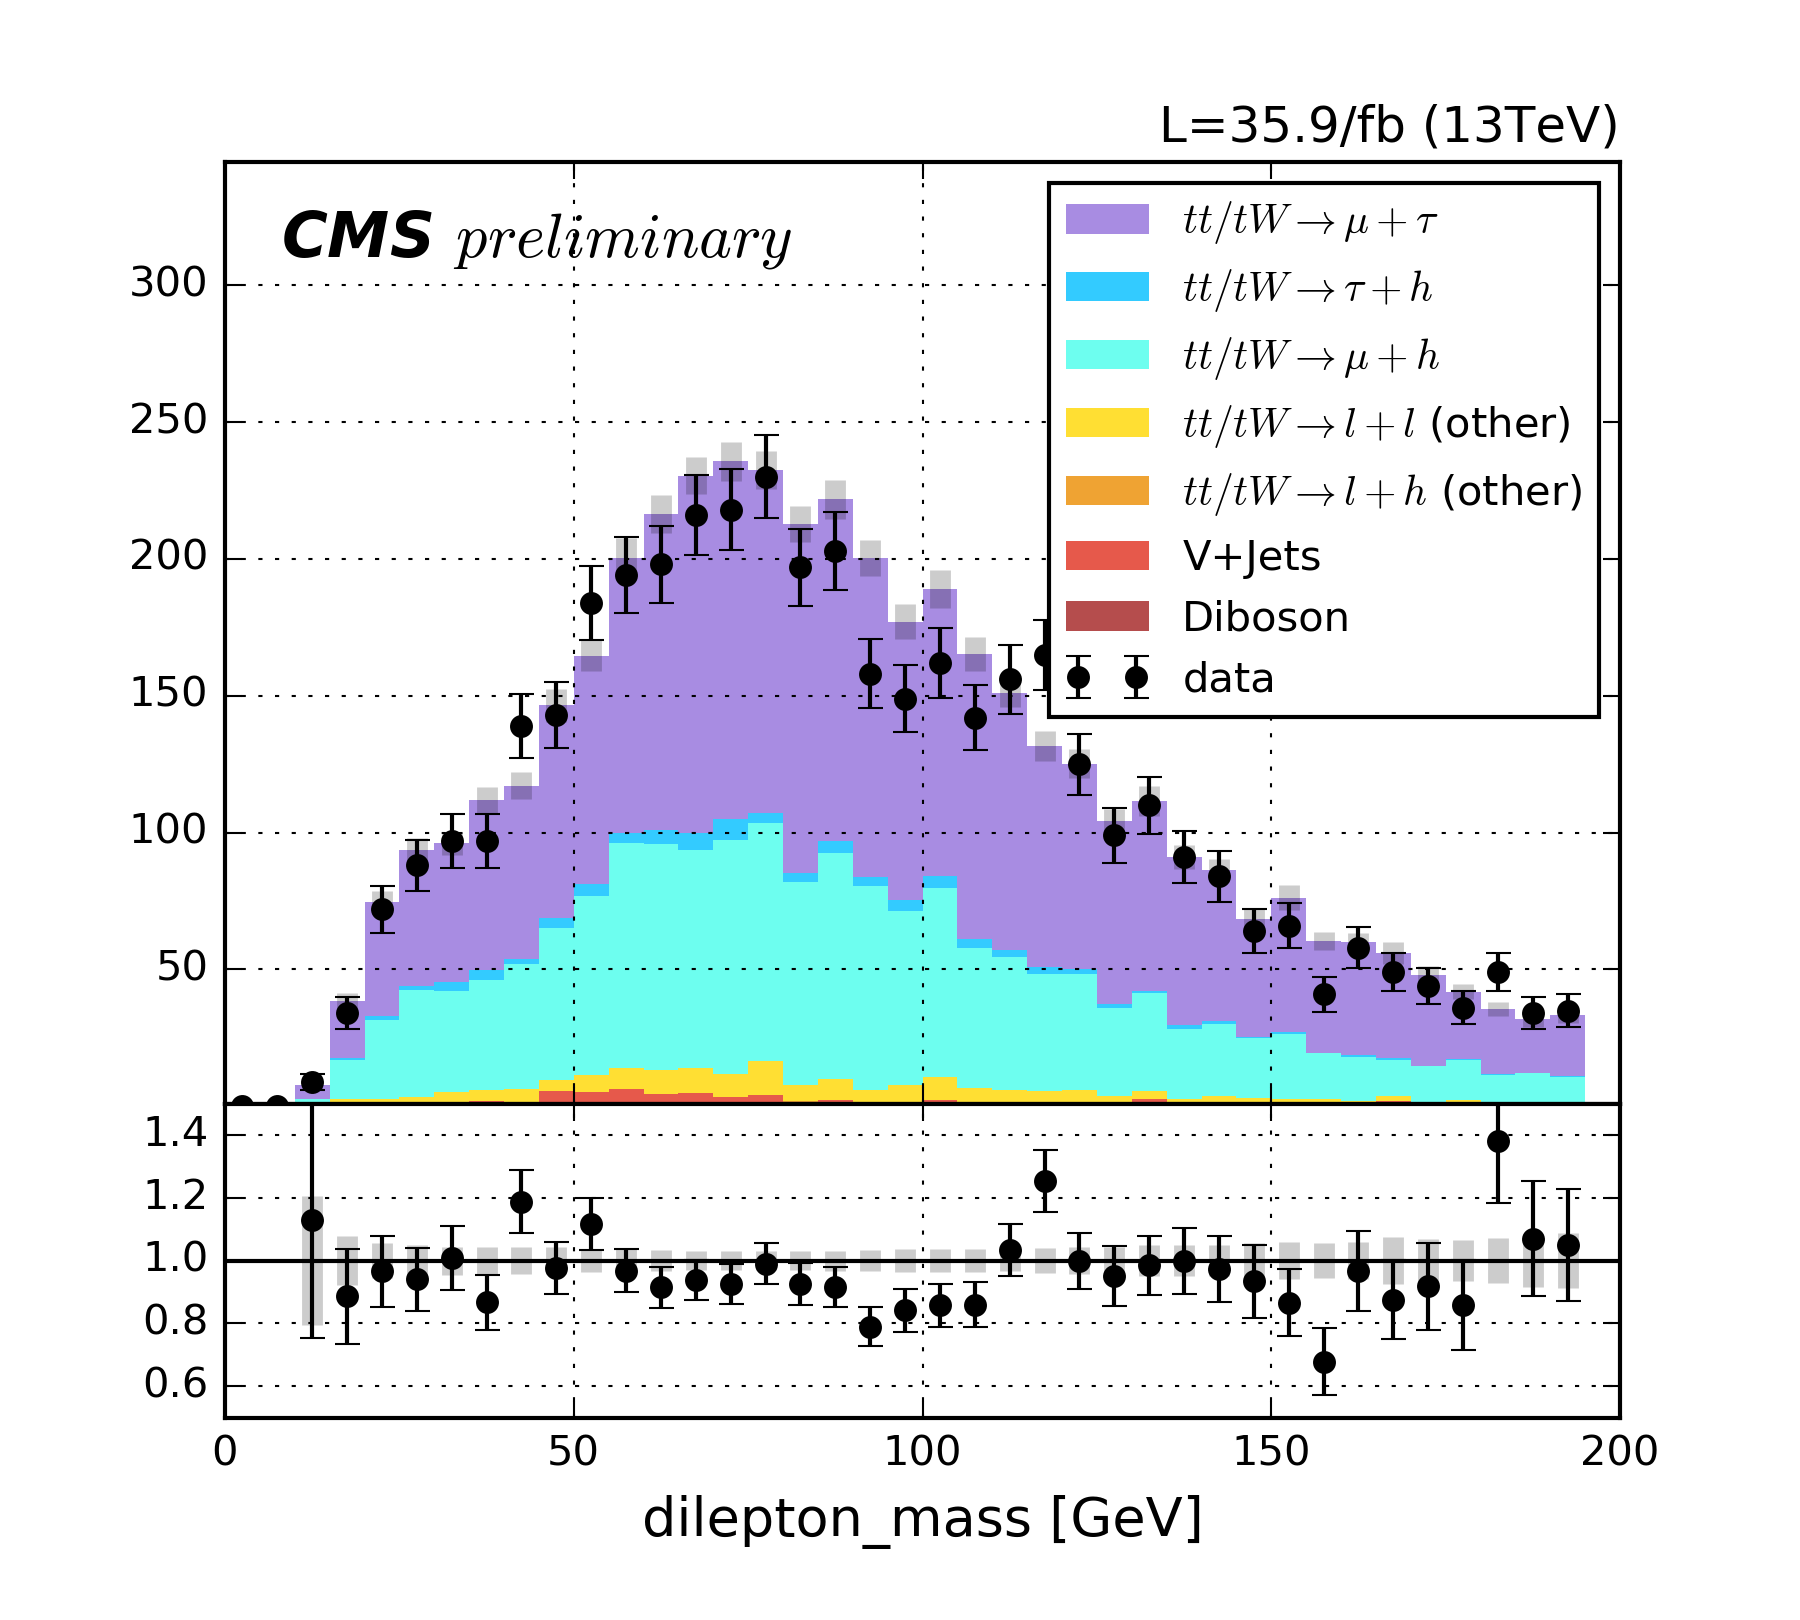 L=35.9/fb (13TeV)
CMS preliminary
tt/tW → μ + τ
tt/tW → τ + h
tt/tW → μ + h
tt/tW → l + l (other)
tt/tW → l + h (other)
V+Jets
Diboson
data
300
250
200
150
100
50
1.4
1.2
1.0
0.8
0.6
0 50 100 150 200
dilepton_mass [GeV]